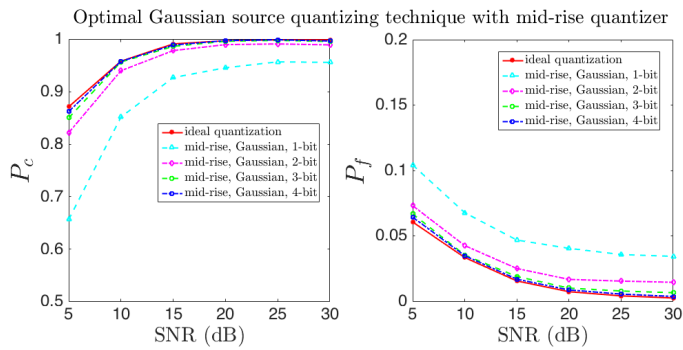 Optimal Gaussian source quantizing technique with mid-rise quantizer
1
0.9
0.8
0.7
0.6
0.5
5
10
15
20
25
30
P_c
SNR (dB)
ideal quantization
mid-rise, Gaussian, 1-bit
mid-rise, Gaussian, 2-bit
mid-rise, Gaussian, 3-bit
mid-rise, Gaussian, 4-bit
0.2
0.15
0.1
0.05
0
5
10
15
20
25
30
P_f
SNR (dB)
ideal quantization
mid-rise, Gaussian, 1-bit
mid-rise, Gaussian, 2-bit
mid-rise, Gaussian, 3-bit
mid-rise, Gaussian, 4-bit